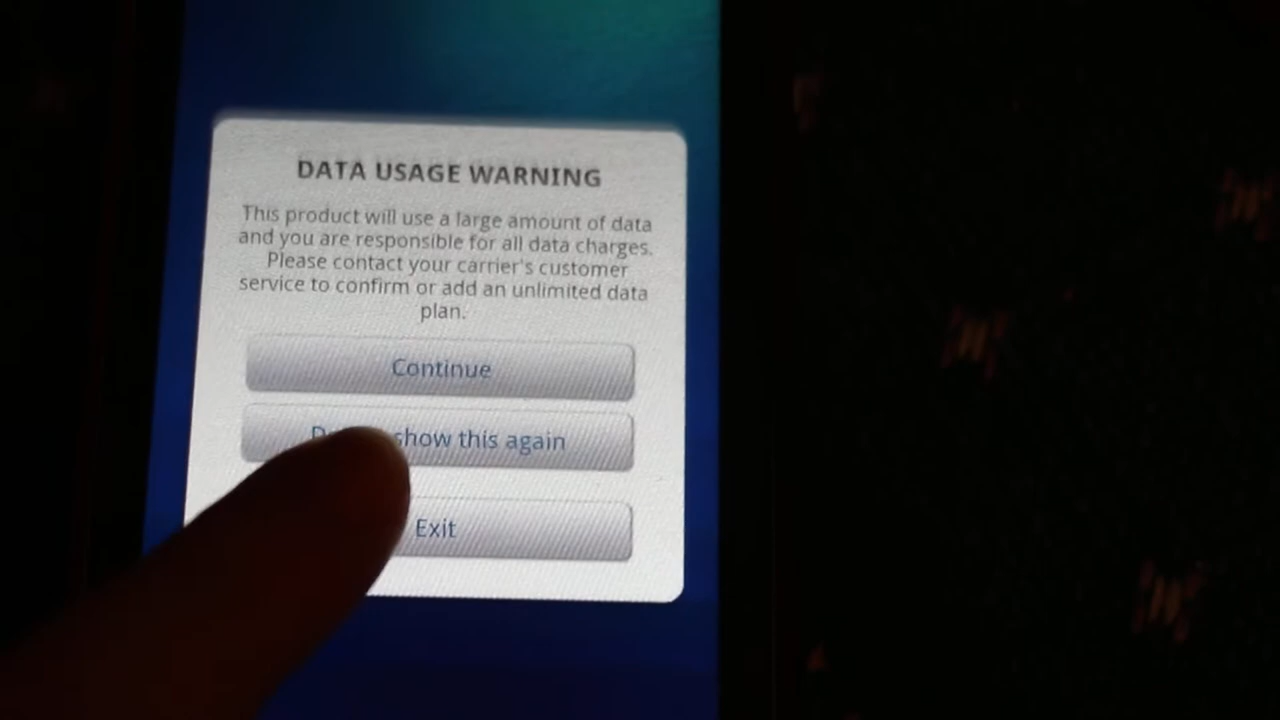 DATA USAGE WARNING
This product will use a large amount of data
and you are responsible for all data charges.
Please contact your carrier's customer
service to confirm or add an unlimited data
plan.
Continue
show this again
Exit